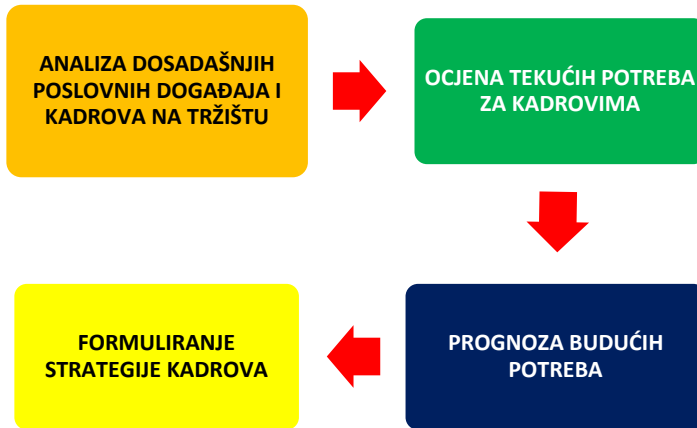 ANALIZA DOSADAŠNJIH
POSLOVNIH DOGAĐAJA I
KADROVA NA TRŽIŠTU
OCJENA TEKUĆIH POTREBA
ZA KADROVIMA
FORMULIRANJE
STRATEGIJE KADROVA
PROGNOZA BUDUĆIH
POTREBA